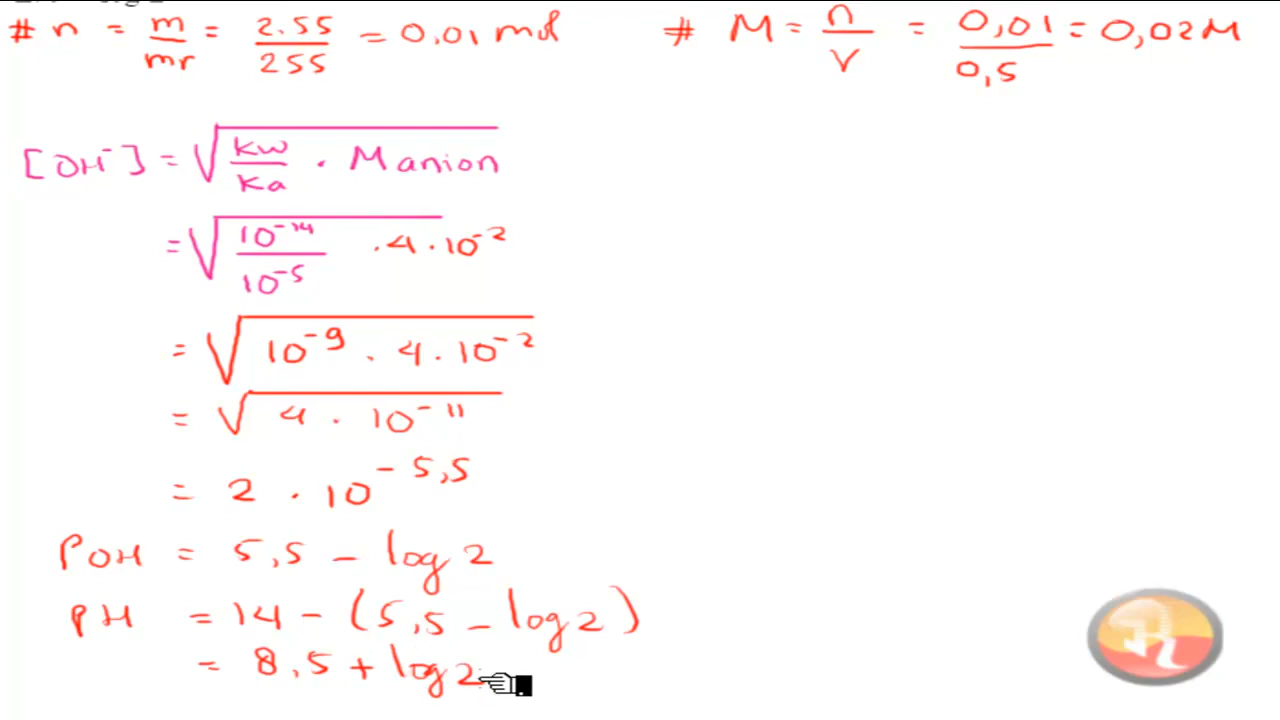 # n = m/mr = 2.55/255 = 0.01 mol
# M = n/V = 0,01/0,5 = 0,02M
[OH⁻] = √(kw/ka . Manion)
= √(10⁻¹⁴/10⁻⁵) . 4 . 10⁻²
= √(10⁻⁹ . 4 . 10⁻²)
= √(4 . 10⁻¹¹)
= 2 . 10^(-5,5)
POH = 5,5 - log 2
PH = 14 - (5,5 - log 2)
= 8,5 + log 2